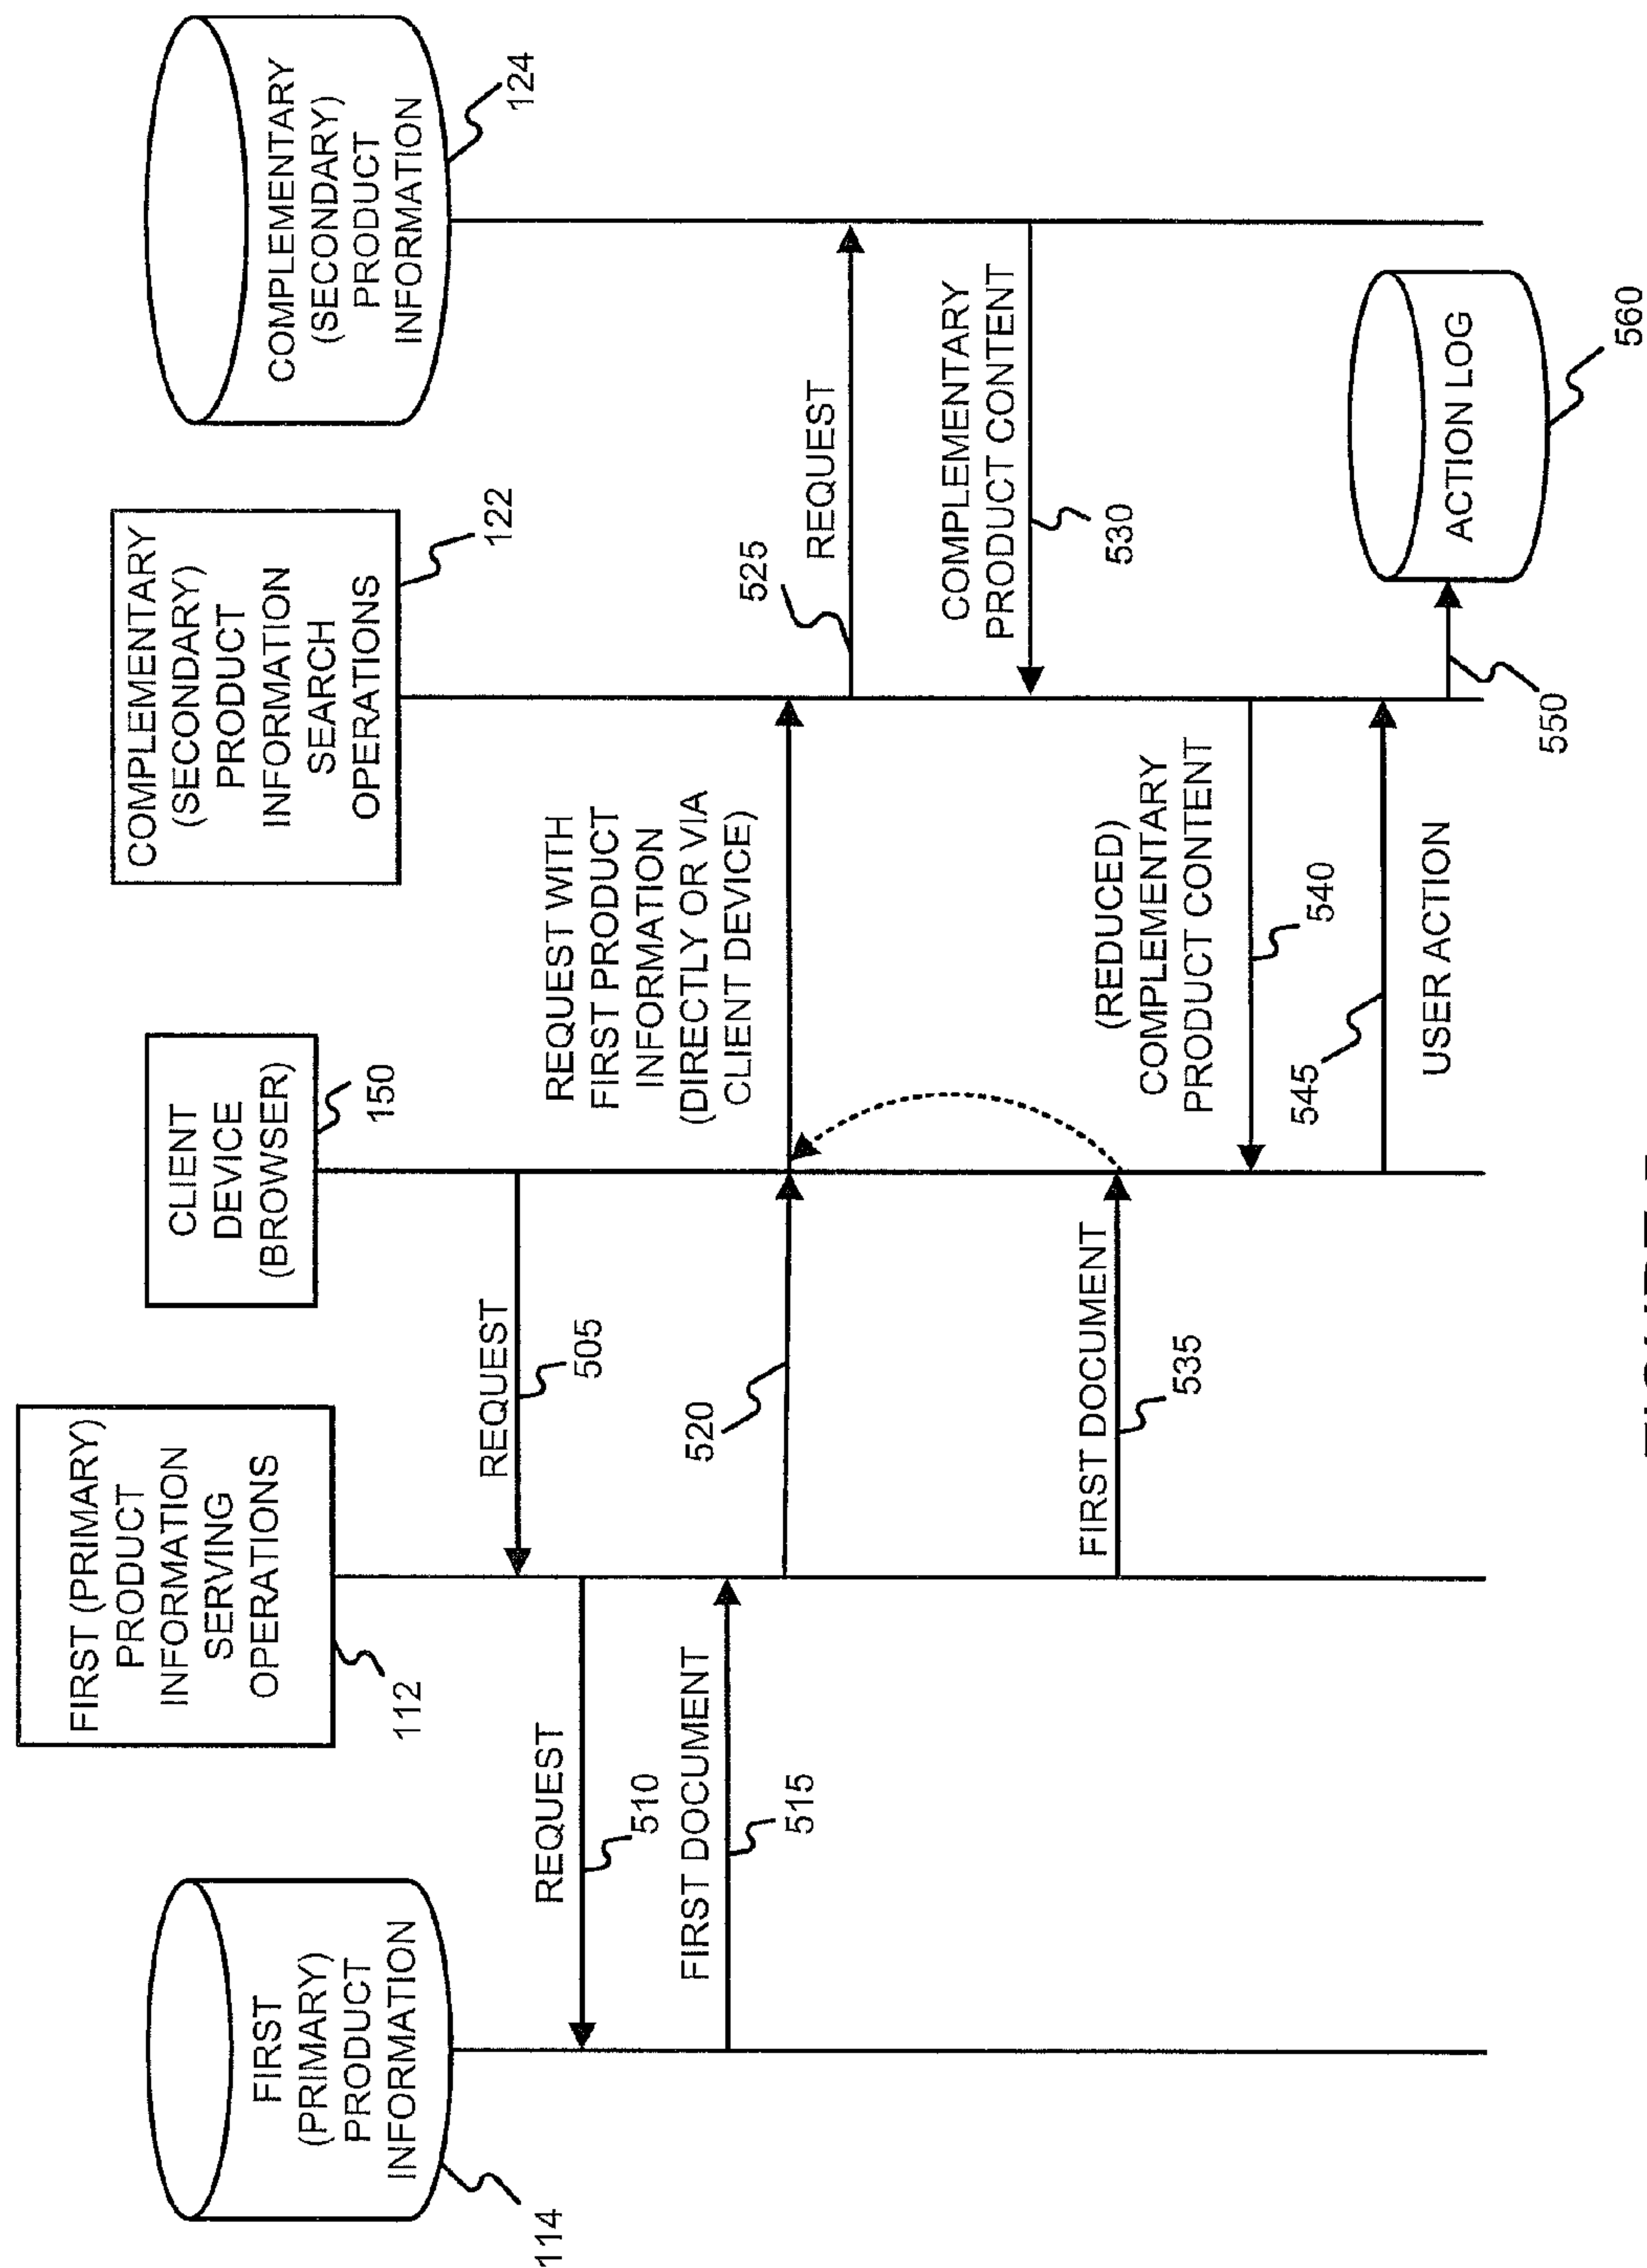 FIRST
(PRIMARY)
PRODUCT
INFORMATION
114
FIRST (PRIMARY)
PRODUCT
INFORMATION
SERVING
OPERATIONS
112
CLIENT
DEVICE
(BROWSER)
150
COMPLEMENTARY
(SECONDARY)
PRODUCT
INFORMATION
SEARCH
OPERATIONS
122
COMPLEMENTARY
(SECONDARY)
PRODUCT
INFORMATION
124
REQUEST
505
REQUEST
510
FIRST DOCUMENT
515
520
REQUEST WITH
FIRST PRODUCT
INFORMATION
(DIRECTLY OR VIA
CLIENT DEVICE)
525
REQUEST
COMPLEMENTARY
PRODUCT CONTENT
530
FIRST DOCUMENT
535
(REDUCED)
COMPLEMENTARY
PRODUCT CONTENT
540
545
USER ACTION
550
ACTION LOG
560
FIGURE